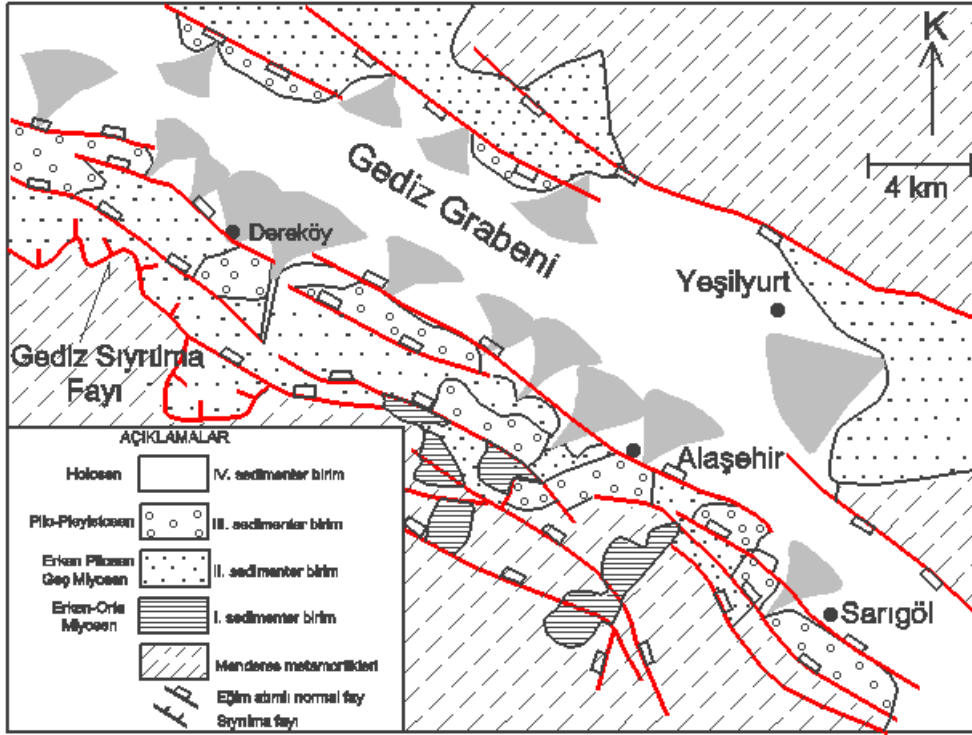 K
4 km
Gediz Grabeni
Dereköy
Yeşilyurt
Gediz Sıyrılma
Fayı
Alaşehir
Sarıgöl
AÇIKLAMALAR
Holosen IV. sedimenter birim
Plio-Pleyistosen III. sedimenter birim
Erken Pliosen
Geç Miyosen II. sedimenter birim
Erken-Orta
Miyosen I. sedimenter birim
Menderes metamorfikleri
Eğim atımlı normal fay
Sıyrılma fayı